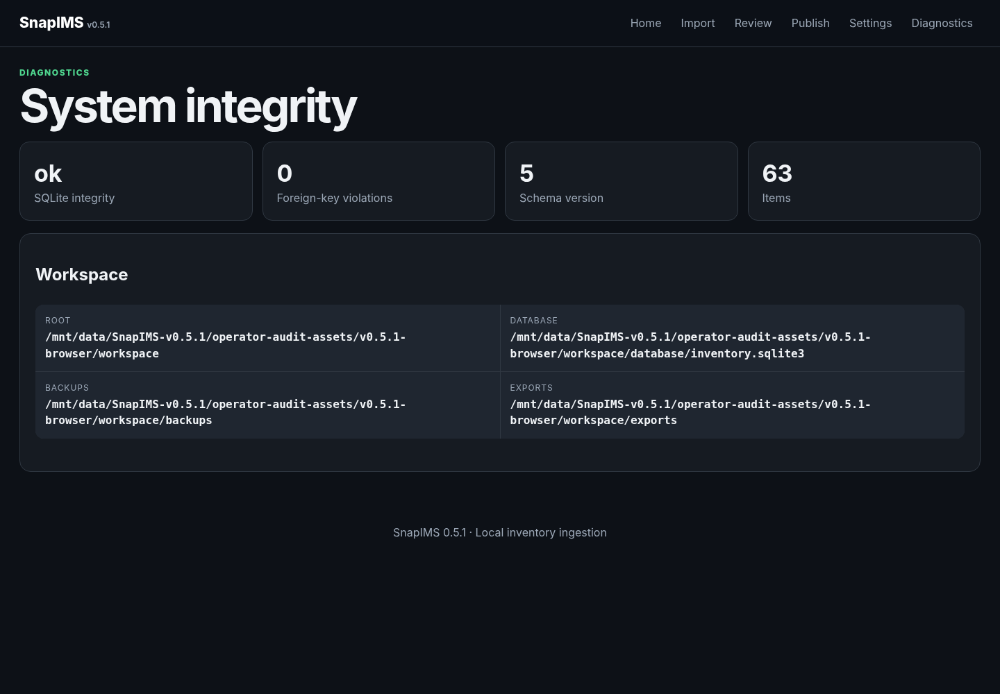 SnapIMS v0.5.1
Home Import Review Publish Settings Diagnostics
DIAGNOSTICS
System integrity
ok
SQLite integrity
0
Foreign-key violations
5
Schema version
63
Items
Workspace
ROOT
/mnt/data/SnapIMS-v0.5.1/operator-audit-assets/v0.5.1-
browser/workspace
DATABASE
/mnt/data/SnapIMS-v0.5.1/operator-audit-assets/v0.5.1-
browser/workspace/database/inventory.sqlite3
BACKUPS
/mnt/data/SnapIMS-v0.5.1/operator-audit-assets/v0.5.1-
browser/workspace/backups
EXPORTS
/mnt/data/SnapIMS-v0.5.1/operator-audit-assets/v0.5.1-
browser/workspace/exports
SnapIMS 0.5.1 · Local inventory ingestion